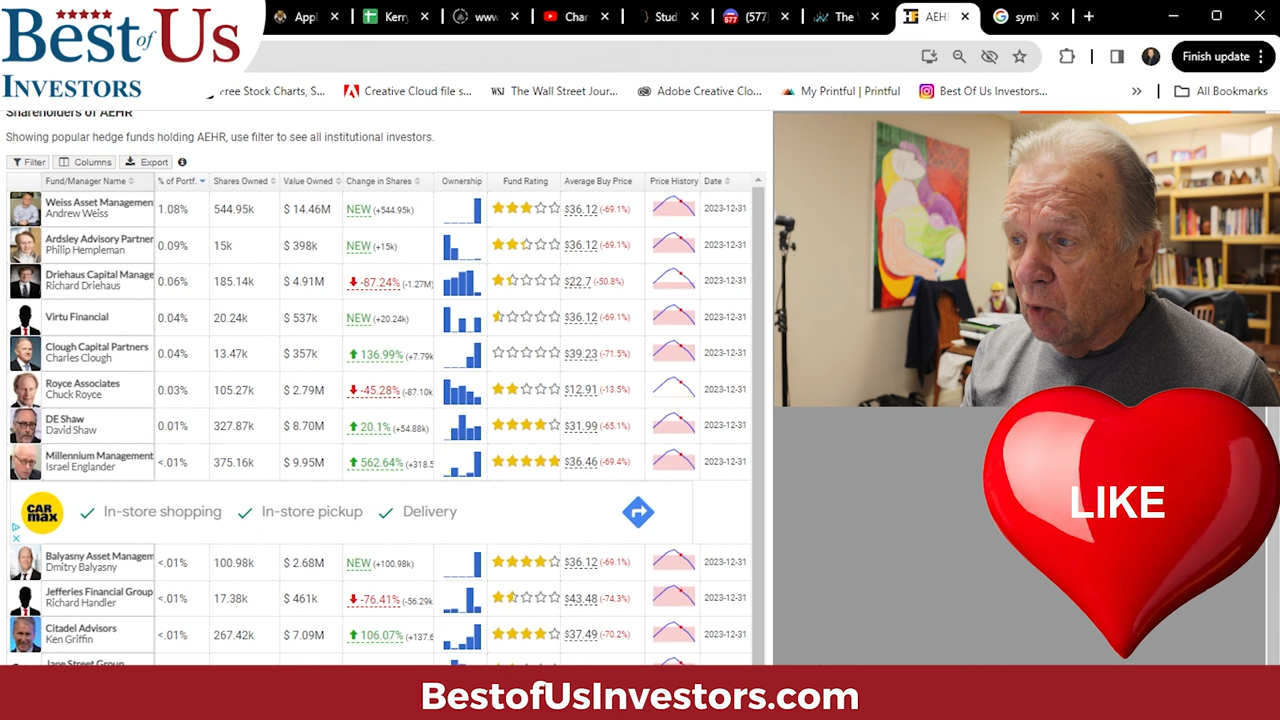 Best of Us
INVESTORS
Appl
Kerry
www
Char
Stud
(577)
The
AEHR
symb
Finish update
Free Stock Charts, S...
Creative Cloud file s...
WSJ
The Wall Street Jour...
Adobe Creative Clo...
My Printful | Printful
Best Of Us Investors...
All Bookmarks
Shareholders of AEHR
Showing popular hedge funds holding AEHR, use filter to see all institutional investors.
Filter Columns Export
Fund/Manager Name % of Portf. Shares Owned Value Owned Change in Shares Ownership Fund Rating Average Buy Price Price History Date
Weiss Asset Management 1.08% 544.95k $ 14.46M NEW (+544.95k) $36.12 (-69.1%) 2023-12-31
Andrew Weiss
Ardsley Advisory Partner 0.09% 15k $ 398k NEW (+15k) $36.12 (-69.1%) 2023-12-31
Philip Hempleman
Driehaus Capital Manage 0.06% 185.14k $ 4.91M -87.24% (-1.27M) $22.7 (-50.8%) 2023-12-31
Richard Driehaus
Virtu Financial 0.04% 20.24k $ 537k NEW (+20.24k) $36.12 (-69.1%) 2023-12-31
Clough Capital Partners 0.04% 13.47k $ 357k 136.99% (+7.79k $39.23 (-71.5%) 2023-12-31
Charles Clough
Royce Associates 0.03% 105.27k $ 2.79M -45.28% (-87.10k $12.91 (-13.5%) 2023-12-31
Chuck Royce
DE Shaw 0.01% 327.87k $ 8.70M 20.1% (+54.88k) $31.99 (-65.1%) 2023-12-31
David Shaw
Millennium Management <.01% 375.16k $ 9.95M 562.64% (+318.5 $36.46 (-69.4%) 2023-12-31
Israel Englander
CAR
MAX
In-store shopping In-store pickup Delivery
Balyasny Asset Managem <.01% 100.98k $ 2.68M NEW (+100.98k) $36.12 (-69.1%) 2023-12-31
Dmitry Balyasny
Jefferies Financial Group <.01% 17.38k $ 461k -76.41% (-56.29k $43.48 (-74.3%) 2023-12-31
Richard Handler
Citadel Advisors <.01% 267.42k $ 7.09M 106.07% (+137.6 $37.49 (-70.2%) 2023-12-31
Ken Griffin
Jane Street Group
LIKE
BestofUsInvestors.com